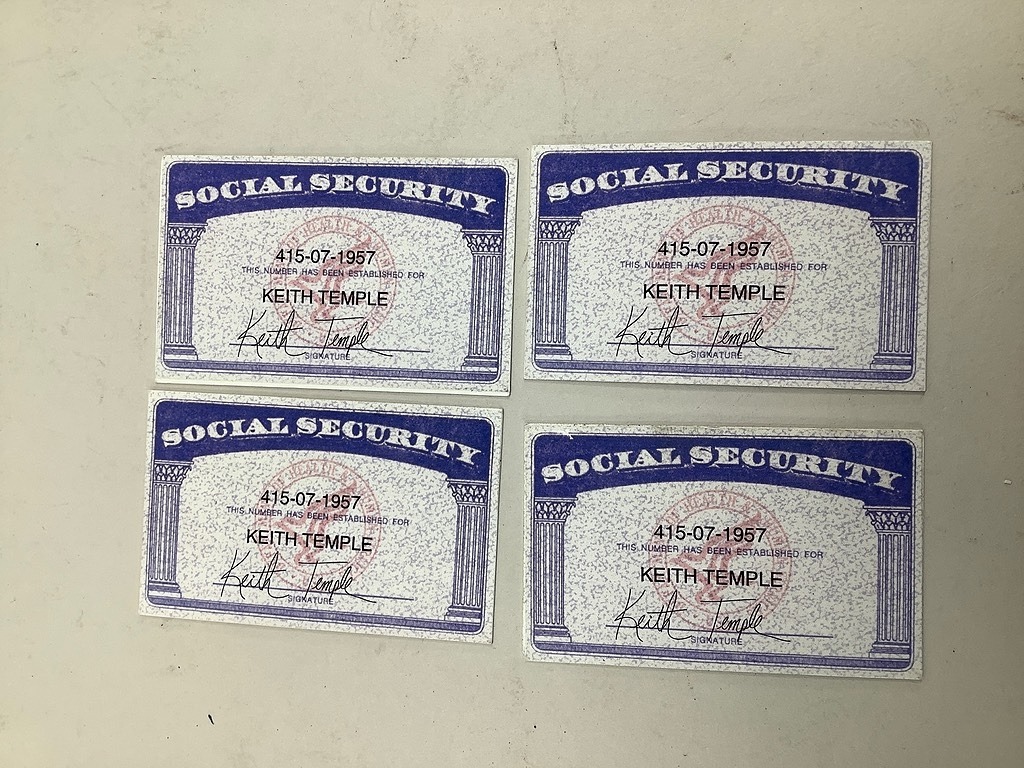 SOCIAL SECURITY
415-07-1957
THIS NUMBER HAS BEEN ESTABLISHED FOR
KEITH TEMPLE
Keith Temple
SIGNATURE
SOCIAL SECURITY
415-07-1957
THIS NUMBER HAS BEEN ESTABLISHED FOR
KEITH TEMPLE
Keith Temple
SIGNATURE
SOCIAL SECURITY
415-07-1957
THIS NUMBER HAS BEEN ESTABLISHED FOR
KEITH TEMPLE
Keith Temple
SIGNATURE
SOCIAL SECURITY
415-07-1957
THIS NUMBER HAS BEEN ESTABLISHED FOR
KEITH TEMPLE
Keith Temple
SIGNATURE